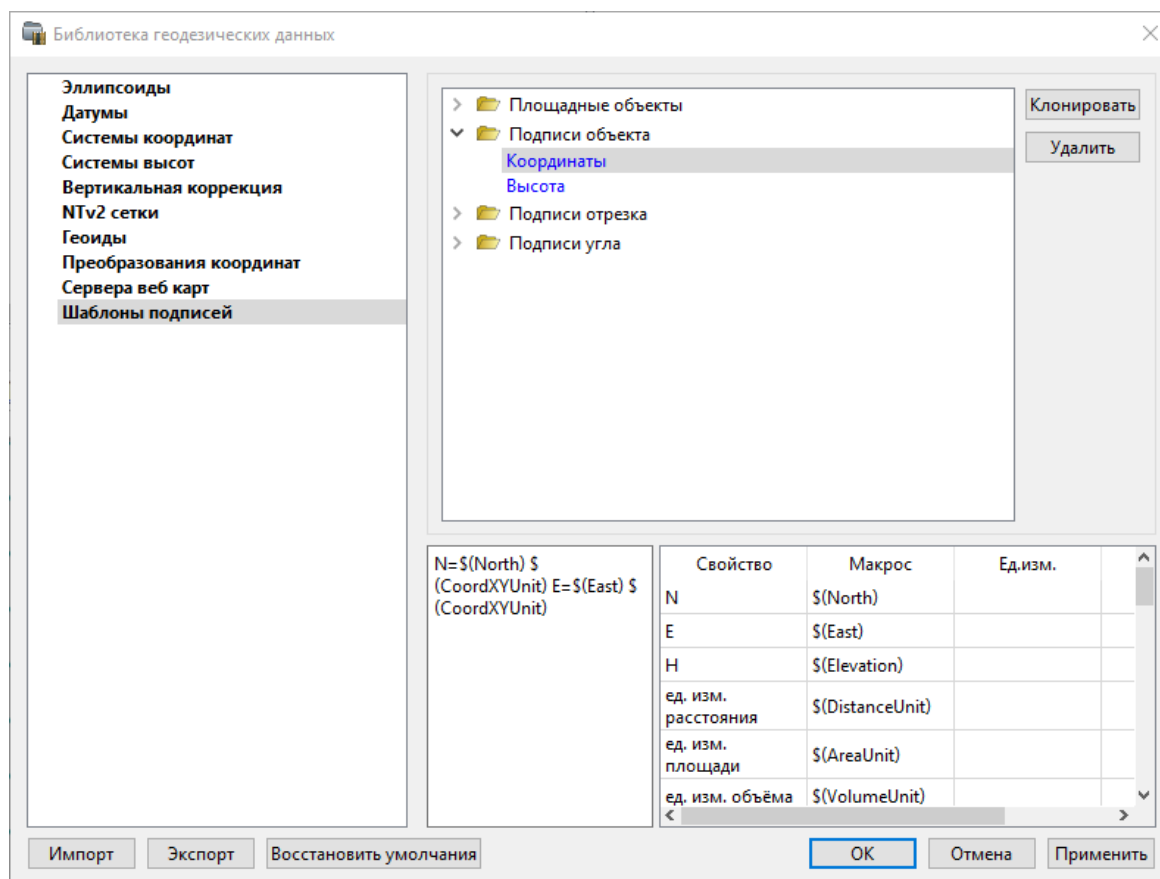 Библиотека геодезических данных
Эллипсоиды
Датумы
Системы координат
Системы высот
Вертикальная коррекция
NTv2 сетки
Геоиды
Преобразования координат
Сервера веб карт
Шаблоны подписей
Площадные объекты
Подписи объекта
Координаты
Высота
Подписи отрезка
Подписи угла
Клонировать
Удалить
N=$(North) $
(CoordXYUnit) E=$(East) $
(CoordXYUnit)
Свойство Макрос Ед.изм.
N $(North)
E $(East)
H $(Elevation)
ед. изм.
расстояния $(DistanceUnit)
ед. изм.
площади $(AreaUnit)
ед. изм. объёма $(VolumeUnit)
Импорт Экспорт Восстановить умолчания OK Отмена Применить